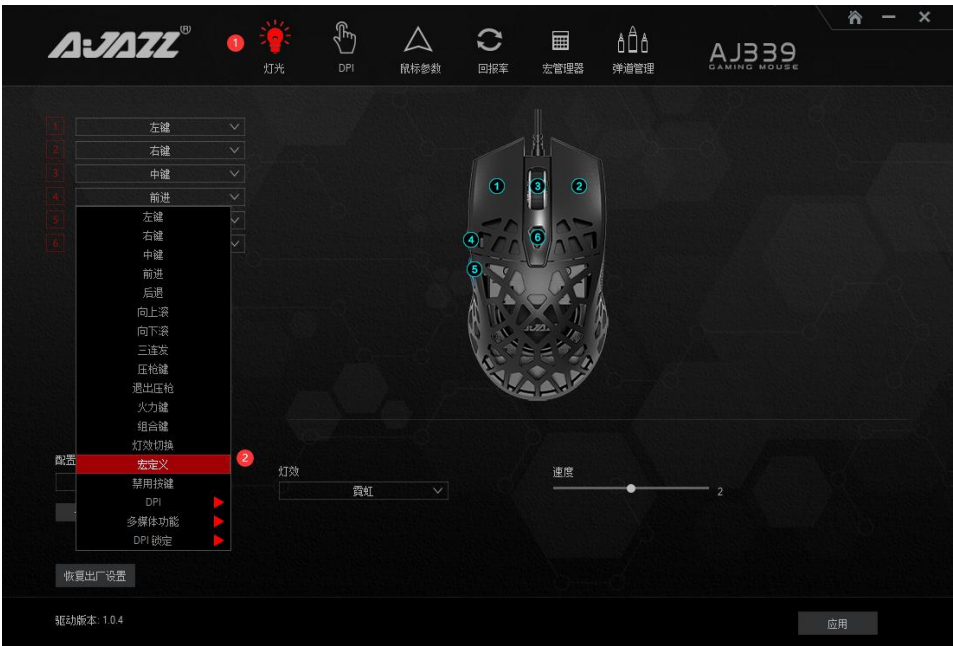 AJAZZ®
1
灯光
DPI
鼠标参数
回报率
宏管理器
弹道管理
AJ339
GAMING MOUSE
1 左键
2 右键
3 中键
4 前进
5
6
左键
右键
中键
前进
后退
向上滚
向下滚
三连发
压枪键
退出压枪
火力键
组合键
灯效切换
宏定义
2
禁用按键
DPI
多媒体功能
DPI 锁定
1
3
2
4
6
5
AJAZZ
配置
灯效
霓虹
速度
2
恢复出厂设置
驱动版本: 1.0.4
应用